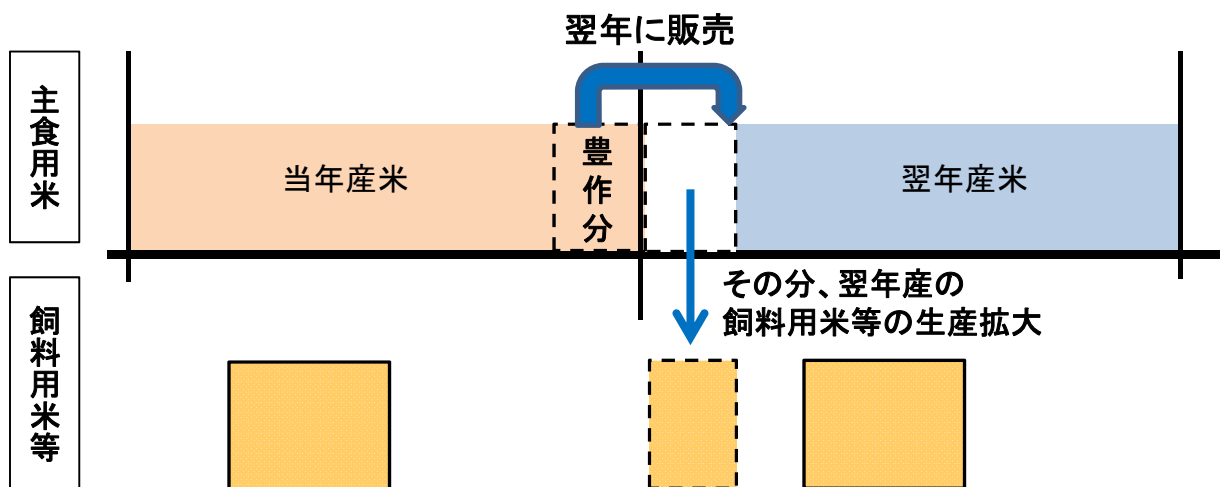 翌年に販売
主食用米
当年産米
豊作分
翌年産米
その分、翌年産の
飼料用米等の生産拡大
飼料用米等